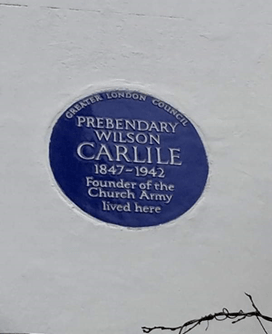 GREATER LONDON COUNCIL
PREBENDARY
WILSON
CARLILE
1847-1942
Founder of the
Church Army
lived here